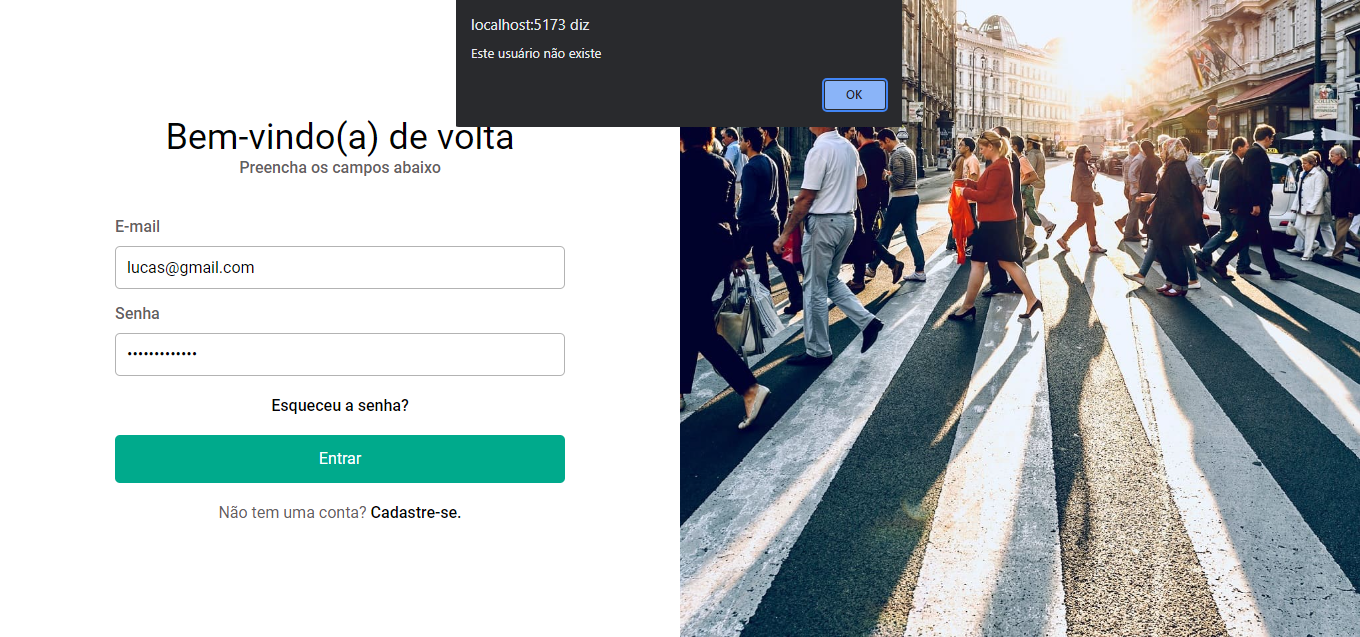 localhost:5173 diz
Este usuário não existe
OK
Bem-vindo(a) de volta
Preencha os campos abaixo
E-mail
lucas@gmail.com
Senha
•••••••••••••
Esqueceu a senha?
Entrar
Não tem uma conta? Cadastre-se.